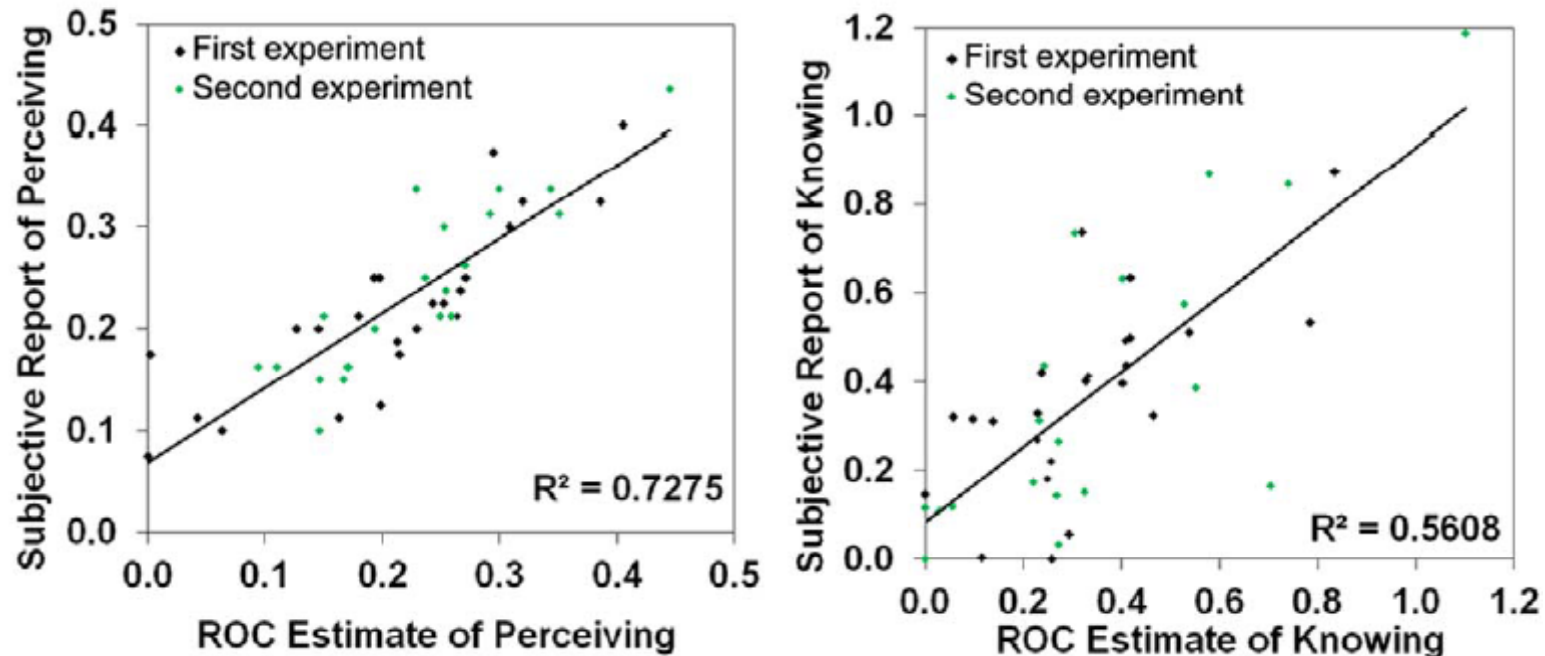 Subjective Report of Perceiving
0.5
0.4
0.3
0.2
0.1
0.0
First experiment
Second experiment
R² = 0.7275
0.0 0.1 0.2 0.3 0.4 0.5
ROC Estimate of Perceiving
Subjective Report of Knowing
1.2
1.0
0.8
0.6
0.4
0.2
0.0
First experiment
Second experiment
R² = 0.5608
0.0 0.2 0.4 0.6 0.8 1.0 1.2
ROC Estimate of Knowing